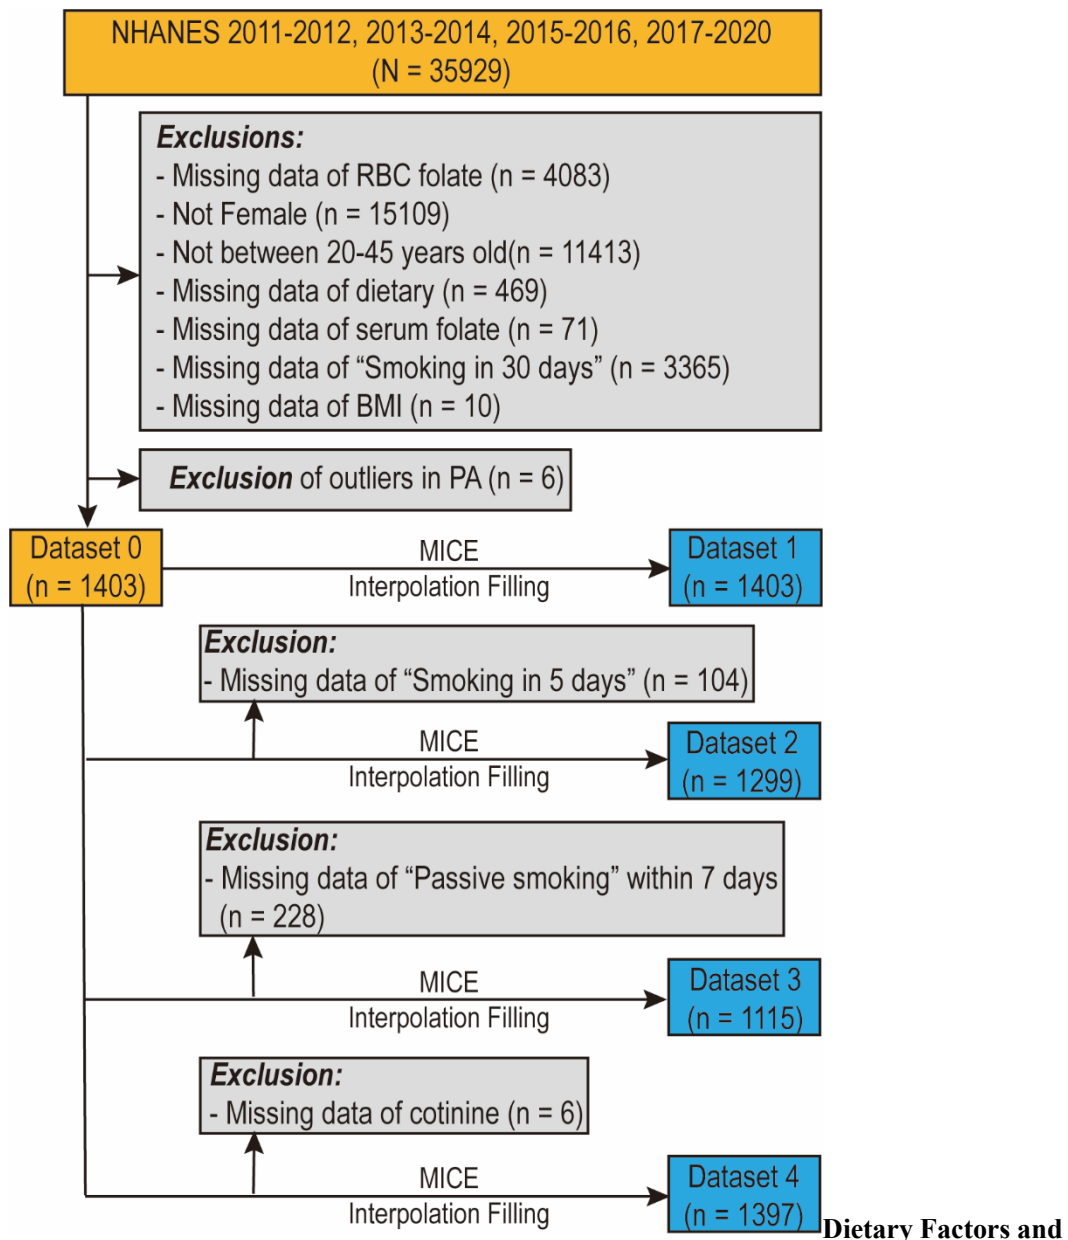 NHANES 2011-2012, 2013-2014, 2015-2016, 2017-2020
(N = 35929)
Exclusions:
- Missing data of RBC folate (n = 4083)
- Not Female (n = 15109)
- Not between 20-45 years old(n = 11413)
- Missing data of dietary (n = 469)
- Missing data of serum folate (n = 71)
- Missing data of “Smoking in 30 days” (n = 3365)
- Missing data of BMI (n = 10)
Exclusion of outliers in PA (n = 6)
Dataset 0
(n = 1403)
MICE
Interpolation Filling
Dataset 1
(n = 1403)
Exclusion:
- Missing data of “Smoking in 5 days” (n = 104)
MICE
Interpolation Filling
Dataset 2
(n = 1299)
Exclusion:
- Missing data of “Passive smoking” within 7 days
(n = 228)
MICE
Interpolation Filling
Dataset 3
(n = 1115)
Exclusion:
- Missing data of cotinine (n = 6)
MICE
Interpolation Filling
Dataset 4
(n = 1397)
Dietary Factors and